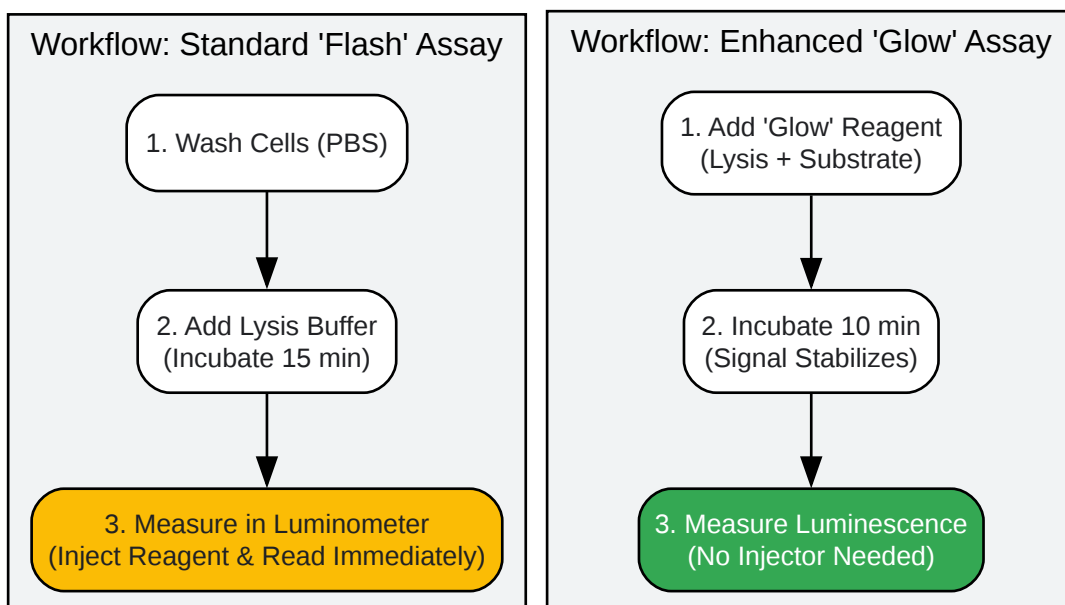 Workflow: Standard 'Flash' Assay
1. Wash Cells (PBS)
2. Add Lysis Buffer
(Incubate 15 min)
3. Measure in Luminometer
(Inject Reagent & Read Immediately)
Workflow: Enhanced 'Glow' Assay
1. Add 'Glow' Reagent
(Lysis + Substrate)
2. Incubate 10 min
(Signal Stabilizes)
3. Measure Luminescence
(No Injector Needed)